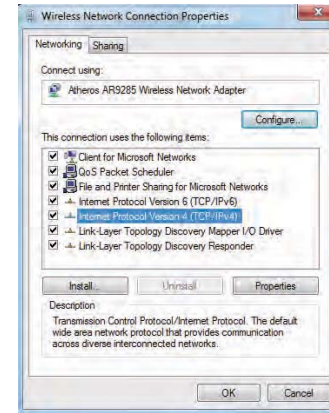 Wireless Network Connection Properties
Networking Sharing
Connect using:
Atheros AR9285 Wireless Network Adapter
Configure...
This connection uses the following items:
Client for Microsoft Networks
QoS Packet Scheduler
File and Printer Sharing for Microsoft Networks
Internet Protocol Version 6 (TCP/IPv6)
Internet Protocol Version 4 (TCP/IPv4)
Link-Layer Topology Discovery Mapper I/O Driver
Link-Layer Topology Discovery Responder
Install... Uninstall Properties
Description
Transmission Control Protocol/Internet Protocol. The default
wide area network protocol that provides communication
across diverse interconnected networks.
OK Cancel